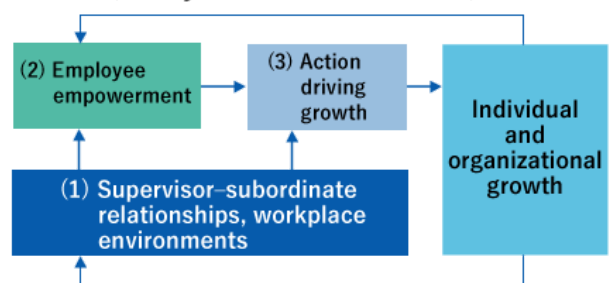 (2) Employee
empowerment
(3) Action
driving
growth
Individual
and
organizational
growth
(1) Supervisor–subordinate
relationships, workplace
environments